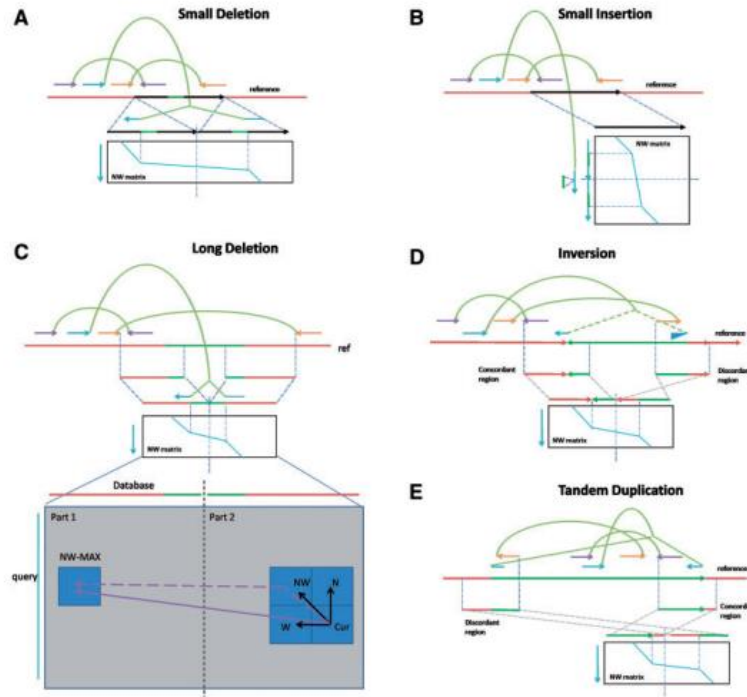 A
Small Deletion
reference
NW matrix
B
Small Insertion
reference
NW matrix
C
Long Deletion
ref
NW matrix
Database
Part 1
Part 2
query
NW-MAX
NW
N
W
Cur
D
Inversion
reference
Concordant
region
Discordant
region
NW matrix
E
Tandem Duplication
reference
Discordant
region
Concordant
region
NW matrix